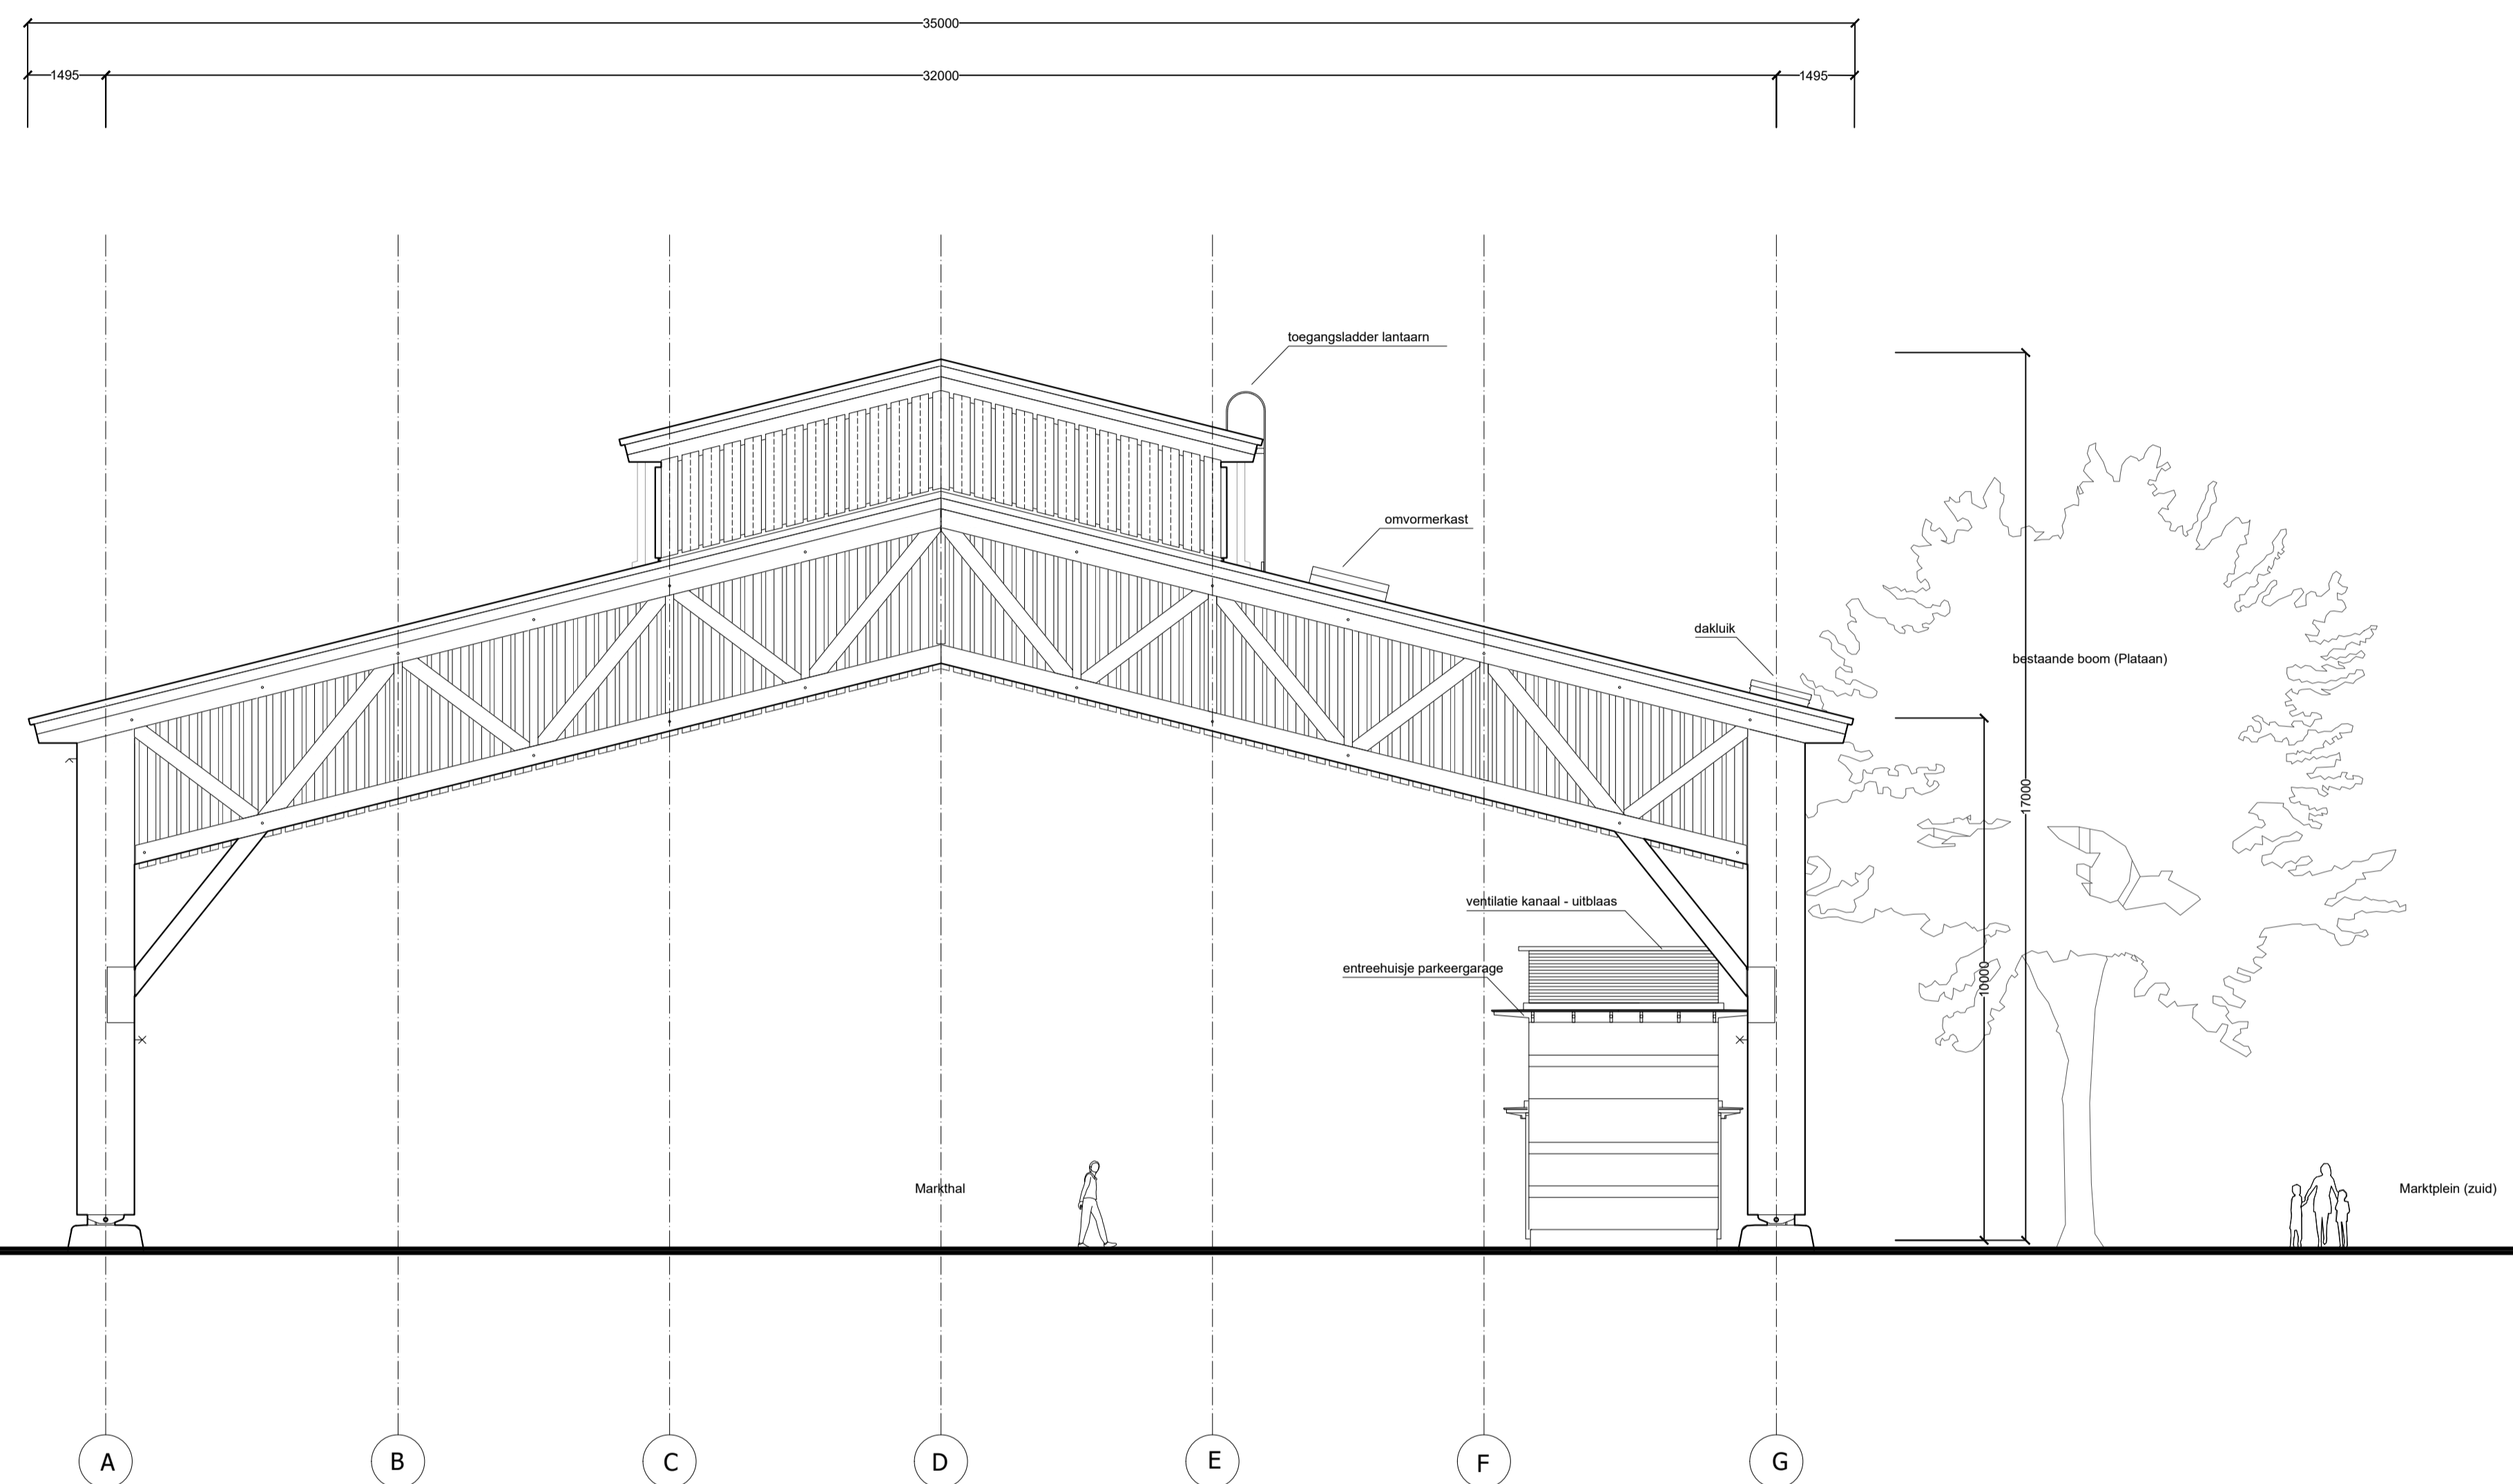 35000
1495
32000
1495
toegangsladder lantaarn
omvormerkast
dakluik
bestaande boom (Plataan)
17000
ventilatie kanaal - uitblaas
entreehuisje parkeergarage
10000
Markthal
Marktplein (zuid)
A
B
C
D
E
F
G